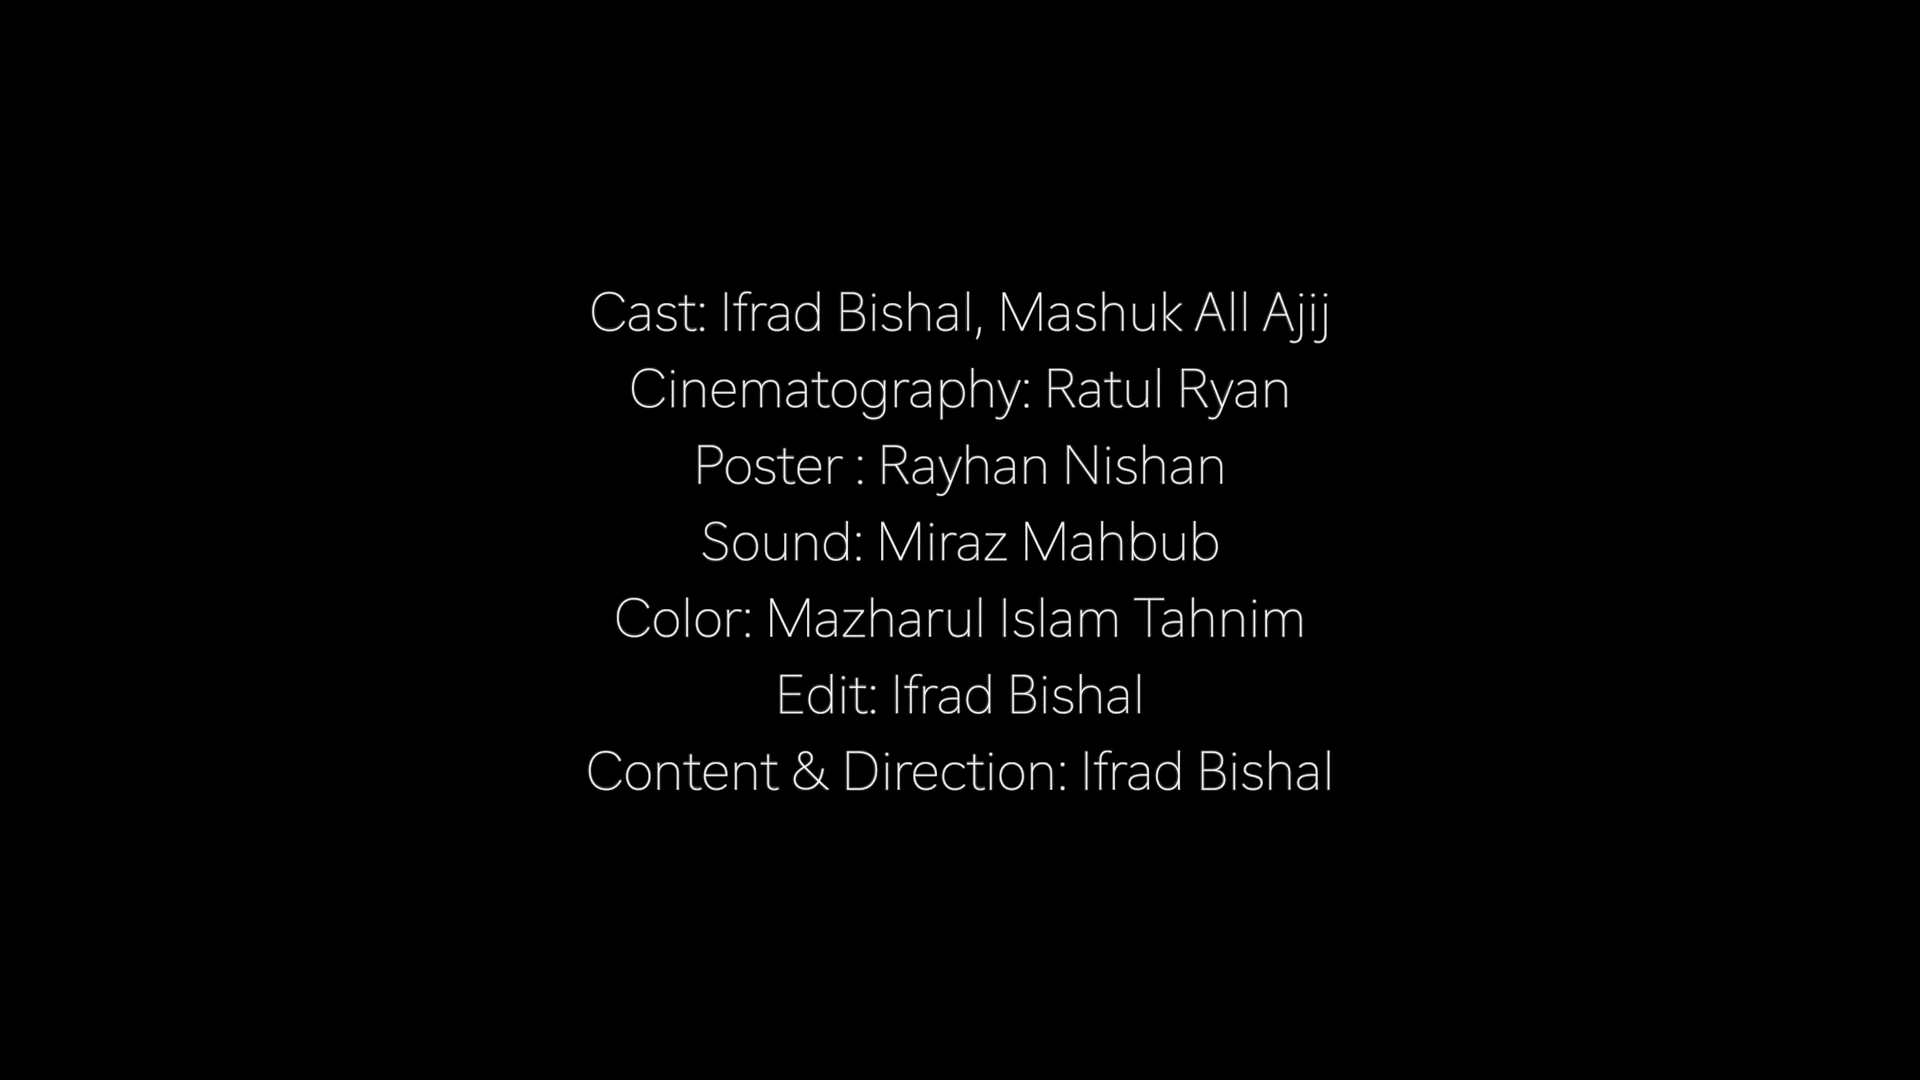 Cast: Ifrad Bishal, Mashuk All Ajij
Cinematography: Ratul Ryan
Poster : Rayhan Nishan
Sound: Miraz Mahbub
Color: Mazharul Islam Tahnim
Edit: Ifrad Bishal
Content & Direction: Ifrad Bishal